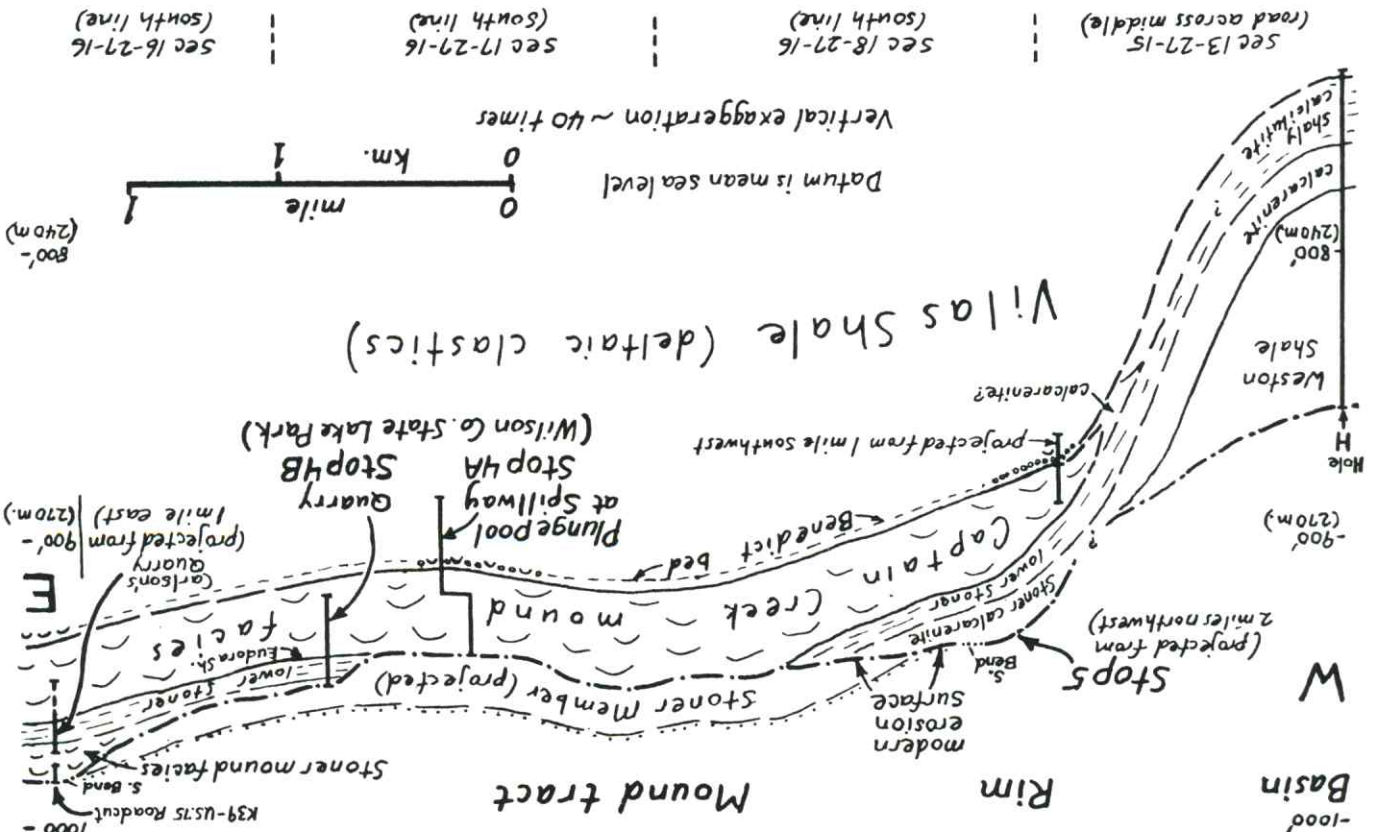 -1000'
Basin
Rim
Mound tract
1000'-
K39-US.75 Roadcut
S. Bend
Stoner mound facies
W
modern
erosion
surface
Stop 5
(projected from
2 miles northwest)
S. Bend
Stoner Member (projected)
Stoner calcarenite
lower Stoner
?
lower Stoner
Eudora Sh.
Captain Creek mound facies
Benedict bed
E
-900'
(270m)
900'-
(270m.)
Carlson's
Quarry
(projected from
1 mile east)
Hole
H
Plunge pool
at Spillway
Stop 4A
Quarry
Stop 4B
(Wilson Co. State Lake Park)
projected from 1 mile southwest
calcarenite?
Weston
Shale
Vilas Shale (deltaic clastics)
-800'
(240m)
800'-
(240m)
calcarenite
?
shaly
calcilutite
Datum is mean sea level
0 mile 1
0 km. 1
Vertical exaggeration ~40 times
Sec 13-27-15
(road across middle)
Sec 18-27-16
(south line)
Sec 17-27-16
(South line)
Sec 16-27-16
(south line)